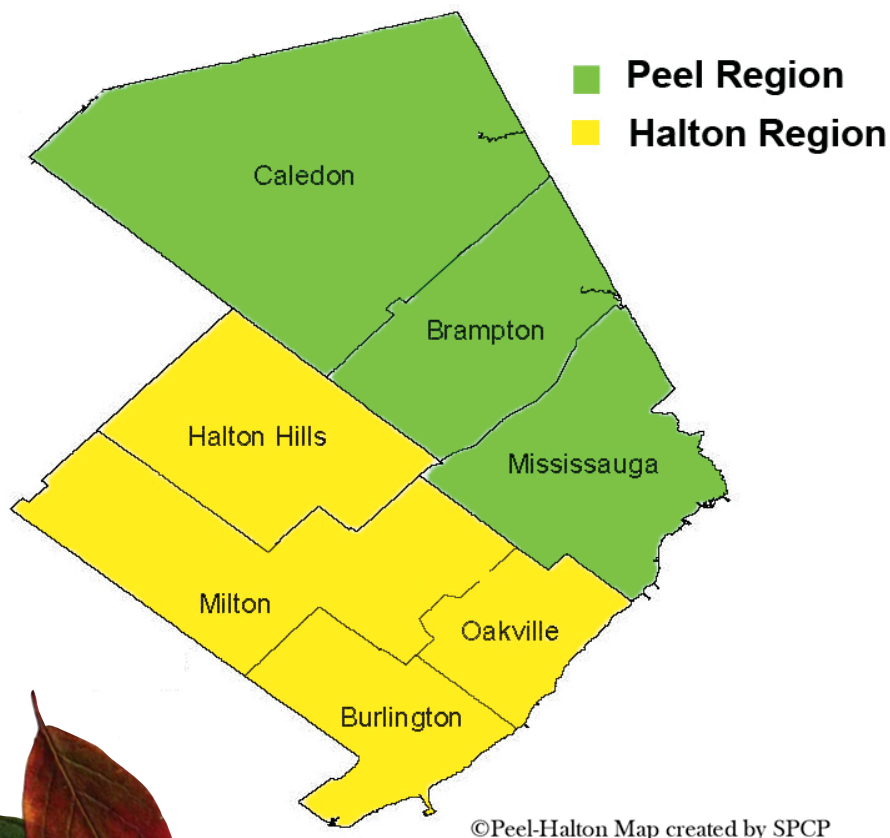 Peel Region
Halton Region
Caledon
Brampton
Halton Hills
Mississauga
Milton
Oakville
Burlington
©Peel-Halton Map created by SPCP